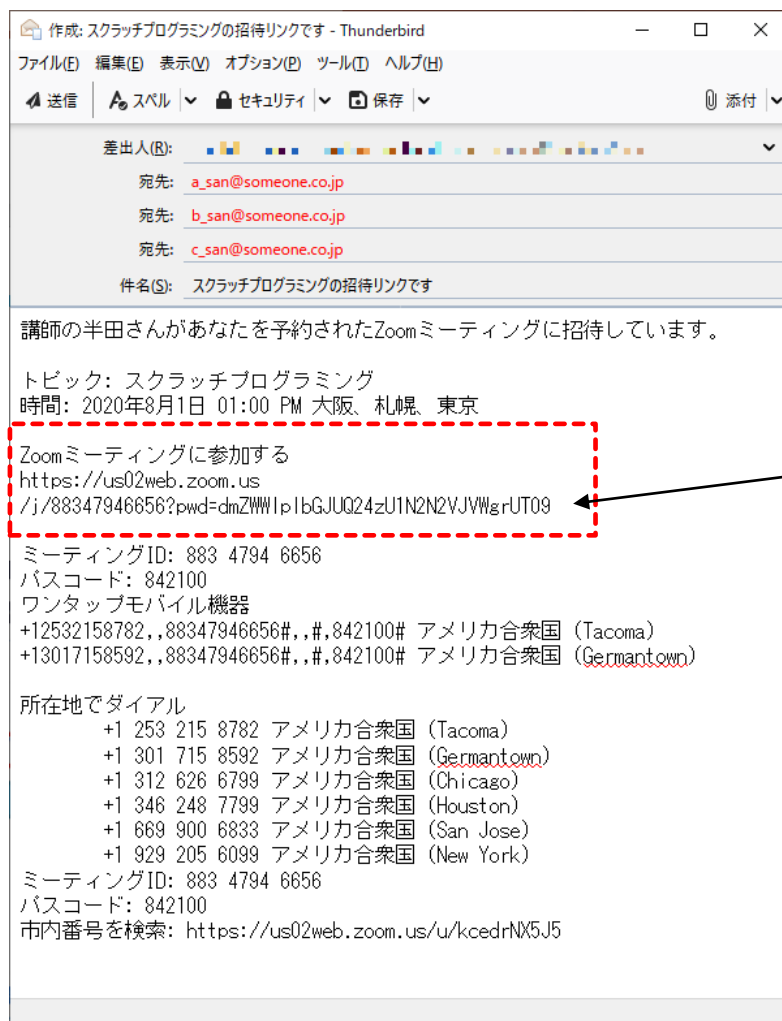 作成: スクラッチプログラミングの招待リンクです - Thunderbird
ファイル(F) 編集(E) 表示(V) オプション(P) ツール(T) ヘルプ(H)
送信 スペル セキュリティ 保存 添付
差出人(R):
宛先: a_san@someone.co.jp
宛先: b_san@someone.co.jp
宛先: c_san@someone.co.jp
件名(S): スクラッチプログラミングの招待リンクです
講師の半田さんがあなたを予約されたZoomミーティングに招待しています。
トピック: スクラッチプログラミング
時間: 2020年8月1日 01:00 PM 大阪、札幌、東京
Zoomミーティングに参加する
https://us02web.zoom.us
/j/88347946656?pwd=dmZWWlplbGJUQ24zU1N2N2VJVWgrUT09
ミーティングID: 883 4794 6656
パスコード: 842100
ワンタップモバイル機器
+12532158782,,88347946656#,,#,842100# アメリカ合衆国 (Tacoma)
+13017158592,,88347946656#,,#,842100# アメリカ合衆国 (Germantown)
所在地でダイアル
+1 253 215 8782 アメリカ合衆国 (Tacoma)
+1 301 715 8592 アメリカ合衆国 (Germantown)
+1 312 626 6799 アメリカ合衆国 (Chicago)
+1 346 248 7799 アメリカ合衆国 (Houston)
+1 669 900 6833 アメリカ合衆国 (San Jose)
+1 929 205 6099 アメリカ合衆国 (New York)
ミーティングID: 883 4794 6656
パスコード: 842100
市内番号を検索: https://us02web.zoom.us/u/kcedrNX5J5